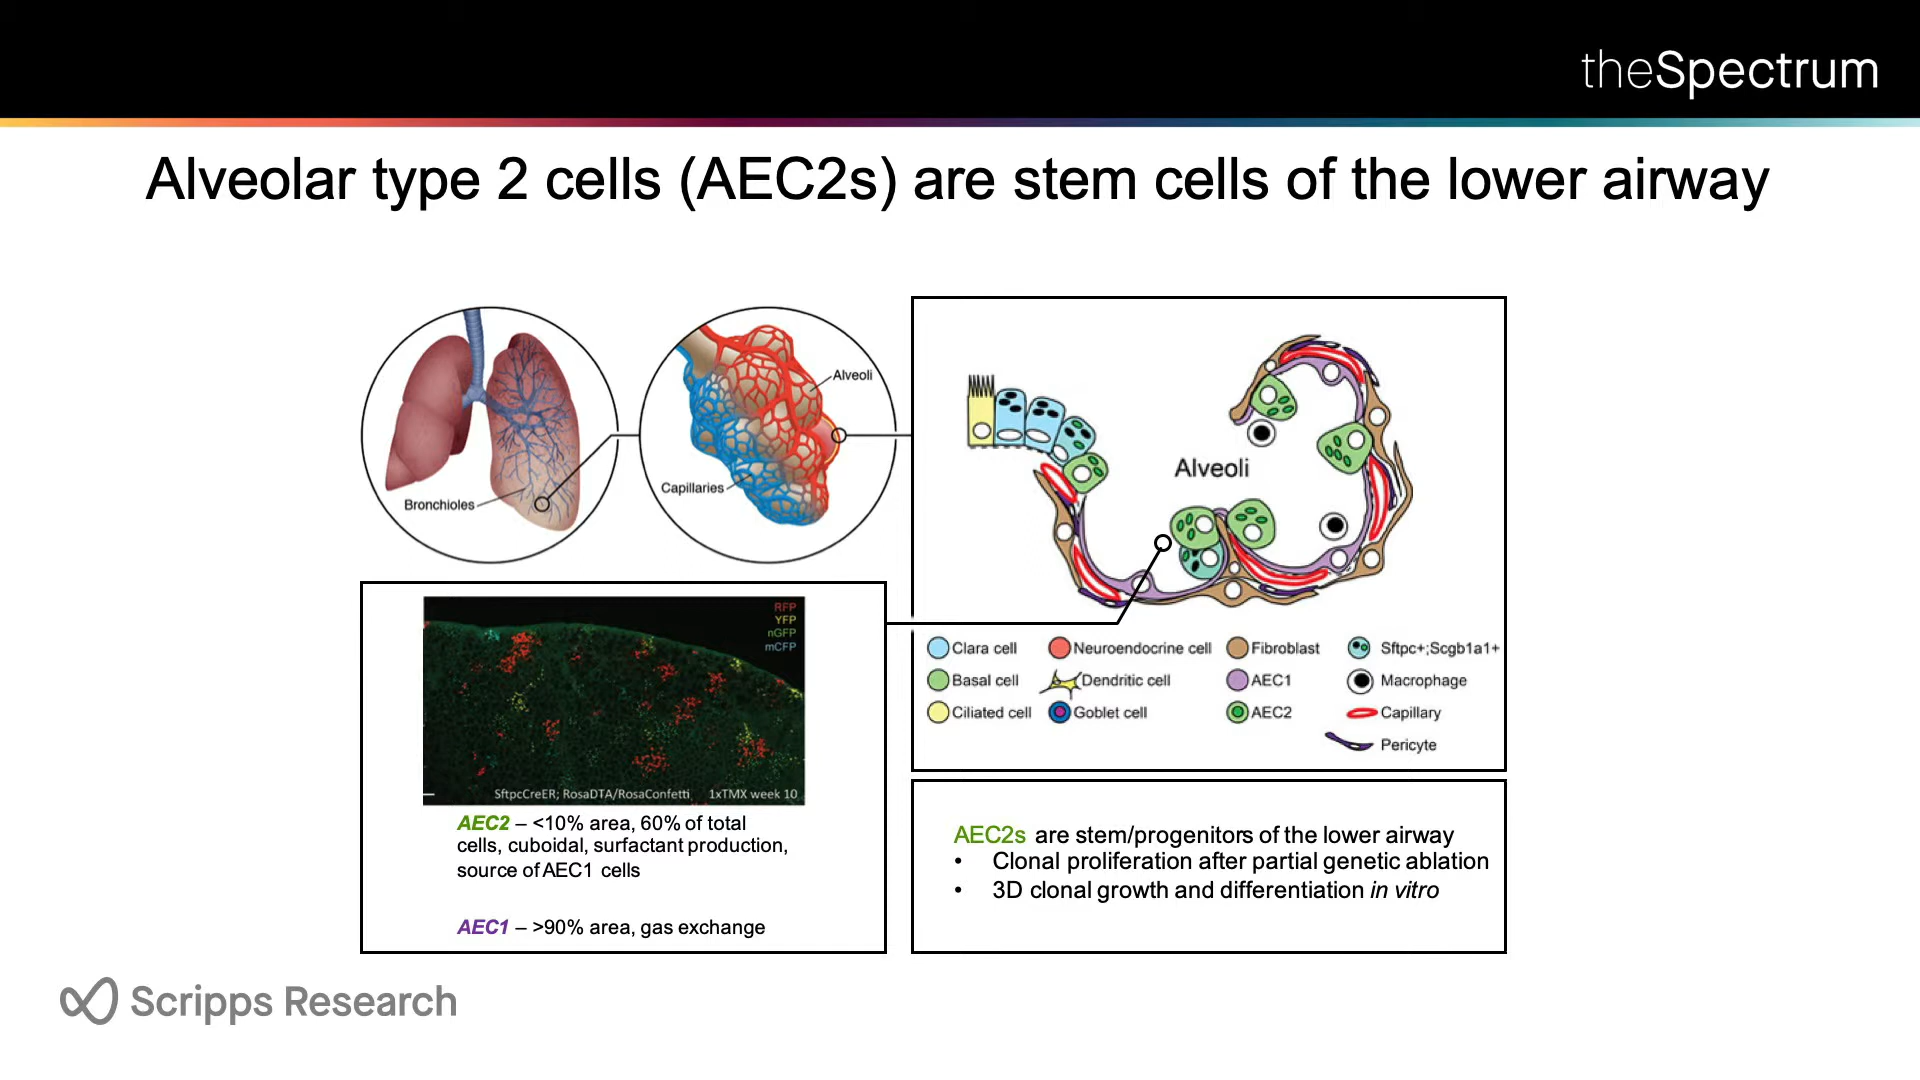 theSpectrum
Alveolar type 2 cells (AEC2s) are stem cells of the lower airway
Bronchioles
Alveoli
Capillaries
Alveoli
Clara cell
Neuroendocrine cell
Fibroblast
Sftpc+;Scgb1a1+
Basal cell
Dendritic cell
AEC1
Macrophage
Ciliated cell
Goblet cell
AEC2
Capillary
Pericyte
RFP
YFP
nGFP
mCFP
SftpcCreER; RosaDTA/RosaConfetti 1xTMX week 10
AEC2 – <10% area, 60% of total
cells, cuboidal, surfactant production,
source of AEC1 cells
AEC1 – >90% area, gas exchange
AEC2s are stem/progenitors of the lower airway
• Clonal proliferation after partial genetic ablation
• 3D clonal growth and differentiation in vitro
Scripps Research